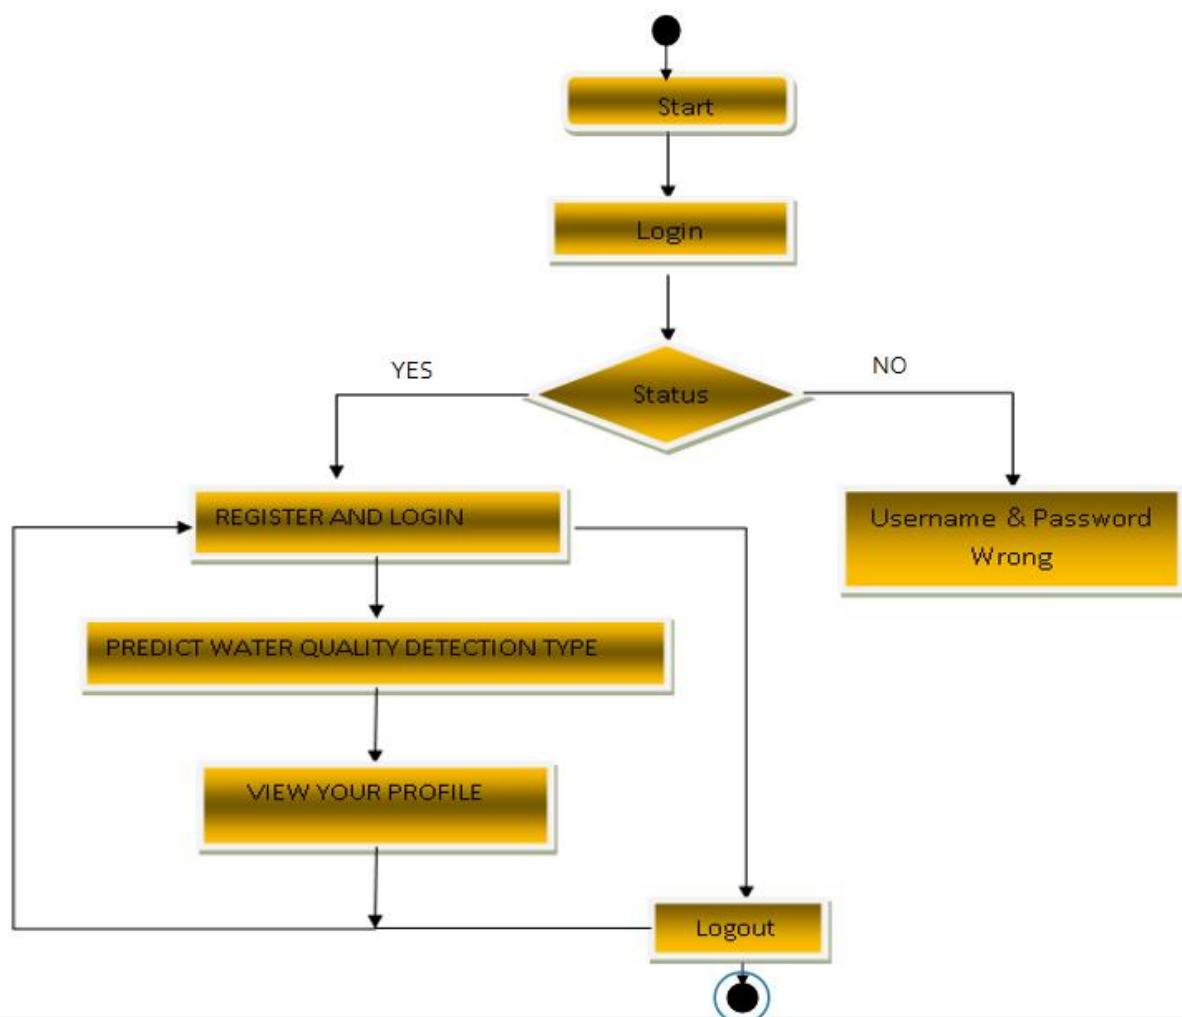 Start
Login
Status
YES
NO
REGISTER AND LOGIN
Username & Password
Wrong
PREDICT WATER QUALITY DETECTION TYPE
VIEW YOUR PROFILE
Logout